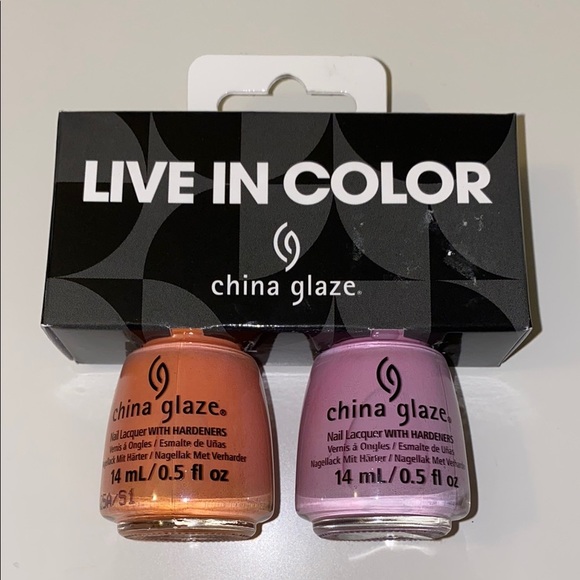 LIVE IN COLOR
china glaze®
china glaze®
Nail Lacquer WITH HARDENERS
Vernis à Ongles / Esmalte de Uñas
Nagellack Mit Härter / Nagellak Met Verharder
14 mL/0.5 fl oz
5A/51
china glaze®
Nail Lacquer WITH HARDENERS
Vernis à Ongles / Esmalte de Uñas
Nagellack Mit Härter / Nagellak Met Verharder
14 mL/0.5 fl oz